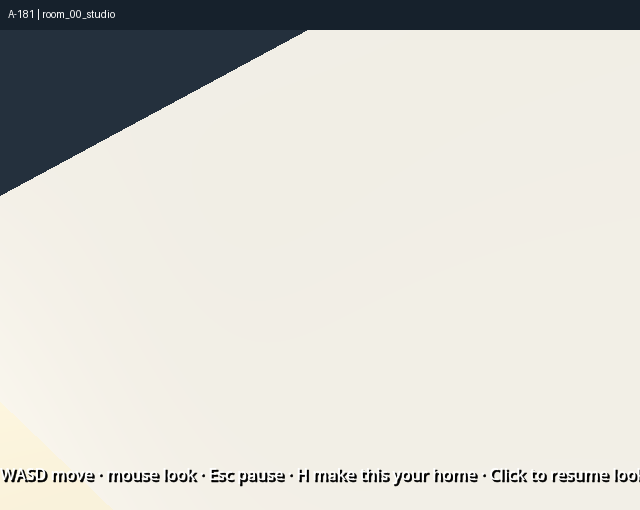 A-181 | room_00_studio
WASD move · mouse look · Esc pause · H make this your home · Click to resume